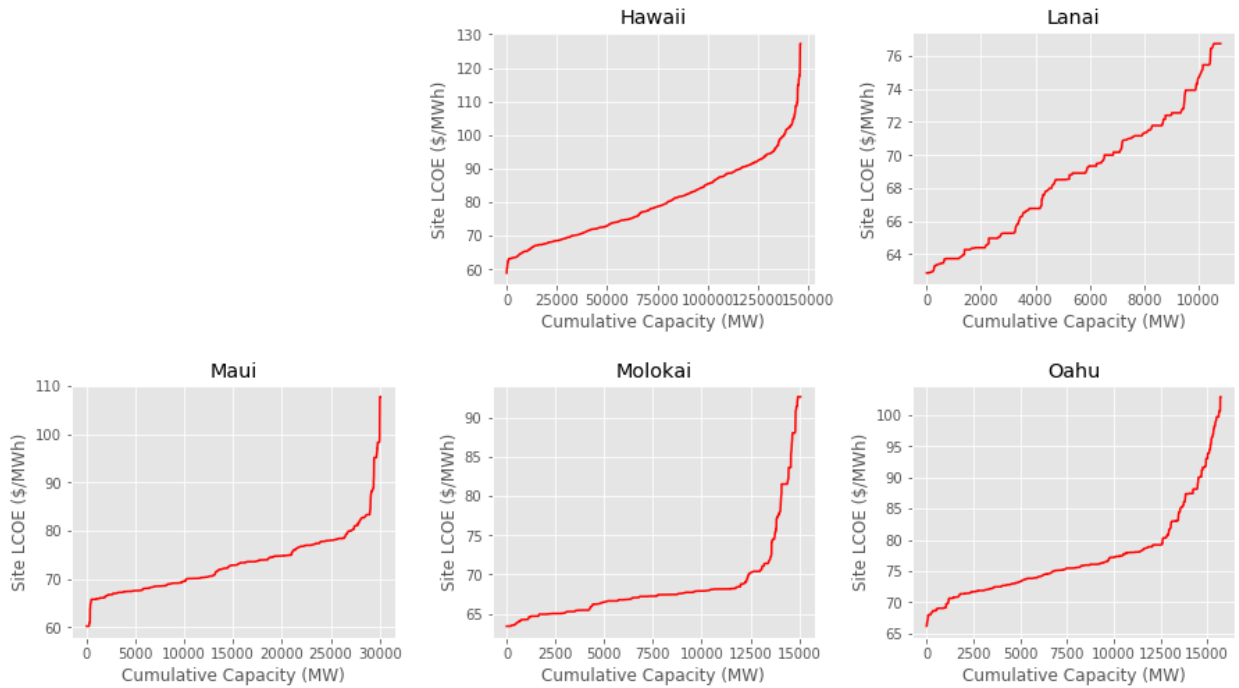 Hawaii
130
120
110
100
90
80
70
60
Site LCOE ($/MWh)
0 25000 50000 75000 100000 125000 150000
Cumulative Capacity (MW)
Lanai
76
74
72
70
68
66
64
Site LCOE ($/MWh)
0 2000 4000 6000 8000 10000
Cumulative Capacity (MW)
Maui
110
100
90
80
70
60
Site LCOE ($/MWh)
0 5000 10000 15000 20000 25000 30000
Cumulative Capacity (MW)
Molokai
90
85
80
75
70
65
Site LCOE ($/MWh)
0 2500 5000 7500 10000 12500 15000
Cumulative Capacity (MW)
Oahu
100
95
90
85
80
75
70
65
Site LCOE ($/MWh)
0 2500 5000 7500 10000 12500 15000
Cumulative Capacity (MW)